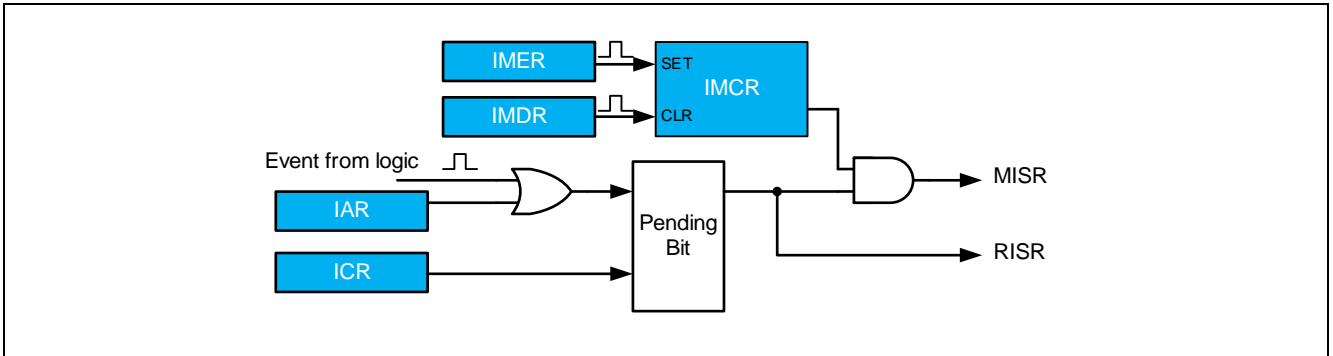 IMER
SET
IMCR
IMDR
CLR
Event from logic
MISR
IAR
Pending
Bit
RISR
ICR